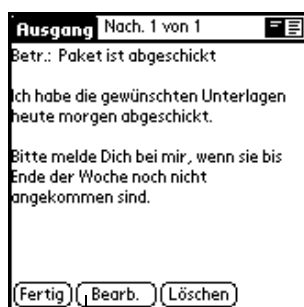 Ausgang Nach. 1 von 1
Betr.: Paket ist abgeschickt
Ich habe die gewünschten Unterlagen
heute morgen abgeschickt.
Bitte melde Dich bei mir, wenn sie bis
Ende der Woche noch nicht
angekommen sind.
Fertig Bearb. Löschen